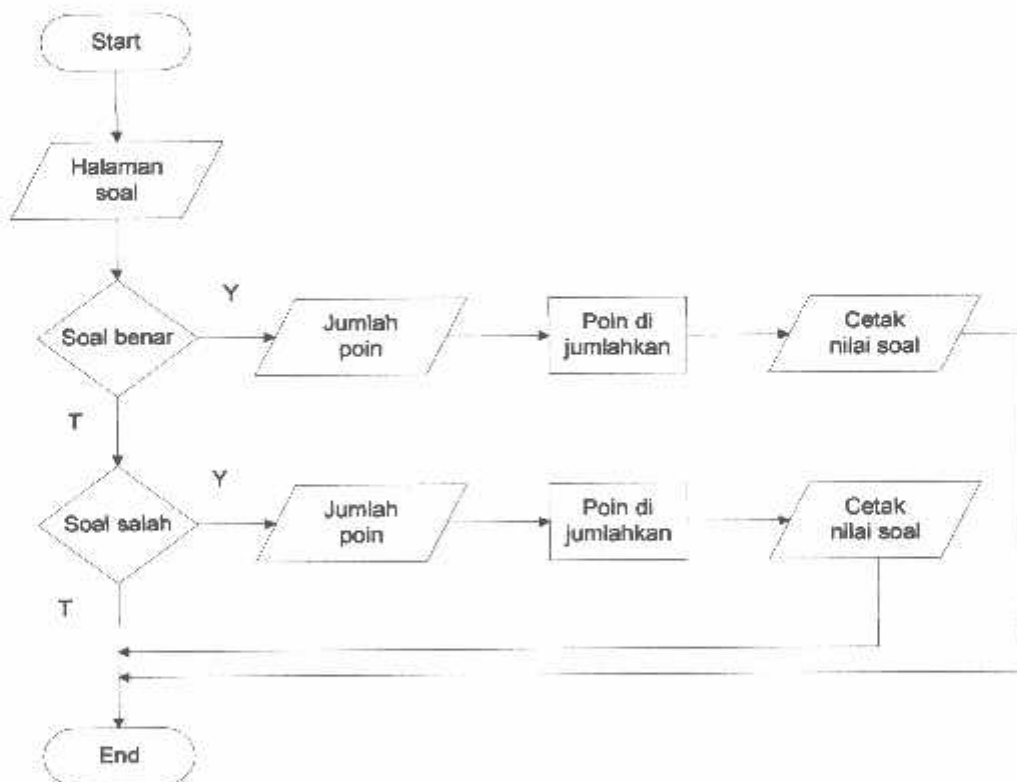 Start
Halaman
soal
Y
Soal benar
Jumlah
poin
Poin di
jumlahkan
Cetak
nilai soal
T
Y
Soal salah
Jumlah
poin
Poin di
jumlahkan
Cetak
nilai soal
T
End